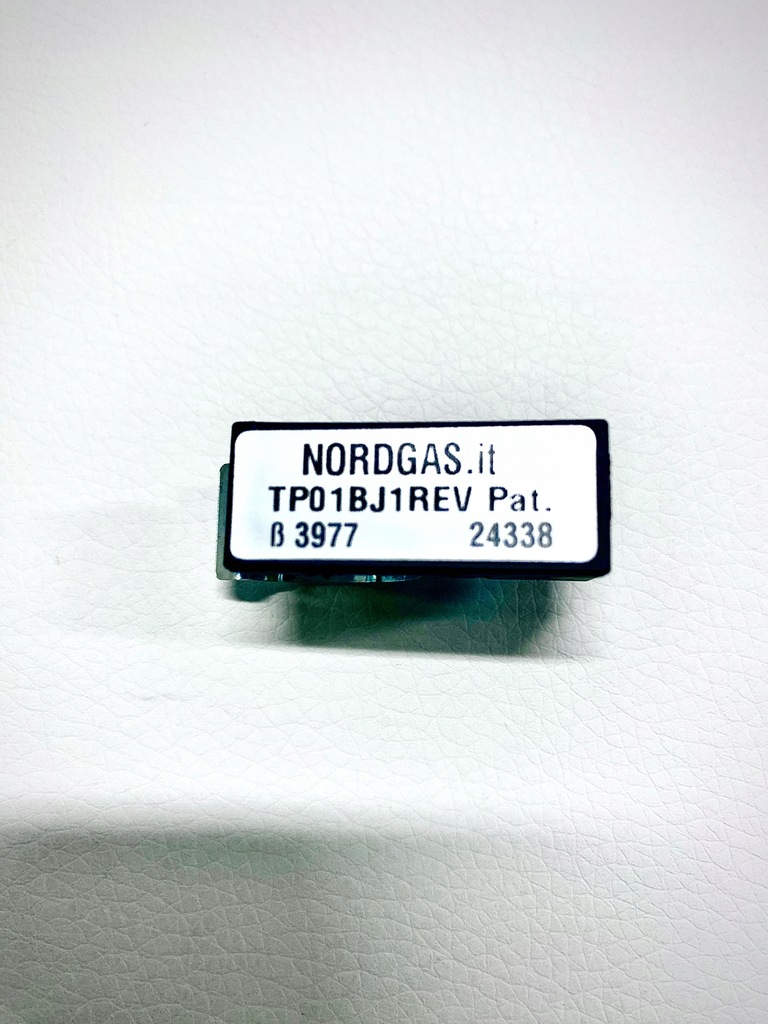 NORDGAS.it
TP01BJ1REV Pat.
ß 3977 24338